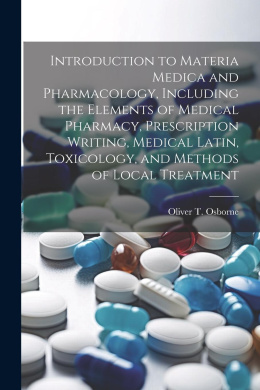 Introduction to Materia
Medica and
Pharmacology, Including
the Elements of Medical
Pharmacy, Prescription
Writing, Medical Latin,
Toxicology, and Methods
of Local Treatment
Oliver T. Osborne